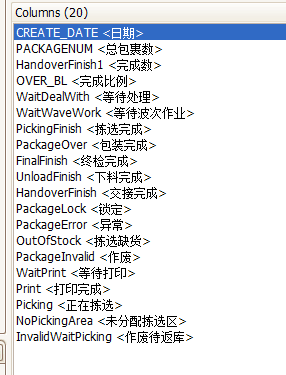 Columns (20)
CREATE_DATE <日期>
PACKAGENUM <总包裹数>
HandoverFinish1 <完成数>
OVER_BL <完成比例>
WaitDealWith <等待处理>
WaitWaveWork <等待波次作业>
PickingFinish <拣选完成>
PackageOver <包装完成>
FinalFinish <终检完成>
UnloadFinish <下料完成>
HandoverFinish <交接完成>
PackageLock <锁定>
PackageError <异常>
OutOfStock <拣选缺货>
PackageInvalid <作废>
WaitPrint <等待打印>
Print <打印完成>
Picking <正在拣选>
NoPickingArea <未分配拣选区>
InvalidWaitPicking <作废待返库>